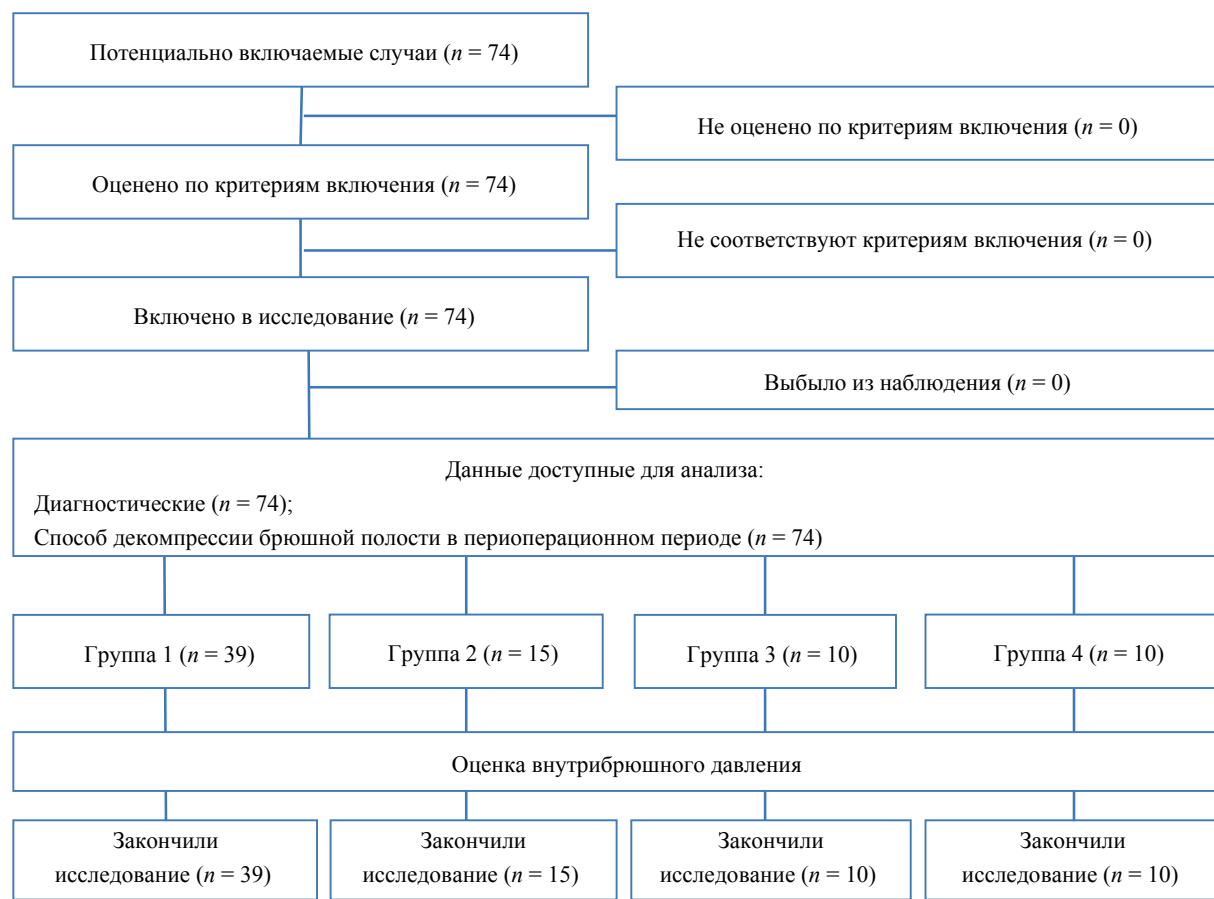 Потенциально включаемые случаи (n = 74)
Не оценено по критериям включения (n = 0)
Оценено по критериям включения (n = 74)
Не соответствуют критериям включения (n = 0)
Включено в исследование (n = 74)
Выбыло из наблюдения (n = 0)
Данные доступные для анализа:
Диагностические (n = 74);
Способ декомпрессии брюшной полости в периоперационном периоде (n = 74)
Группа 1 (n = 39)
Группа 2 (n = 15)
Группа 3 (n = 10)
Группа 4 (n = 10)
Оценка внутрибрюшного давления
Закончили
исследование (n = 39)
Закончили
исследование (n = 15)
Закончили
исследование (n = 10)
Закончили
исследование (n = 10)